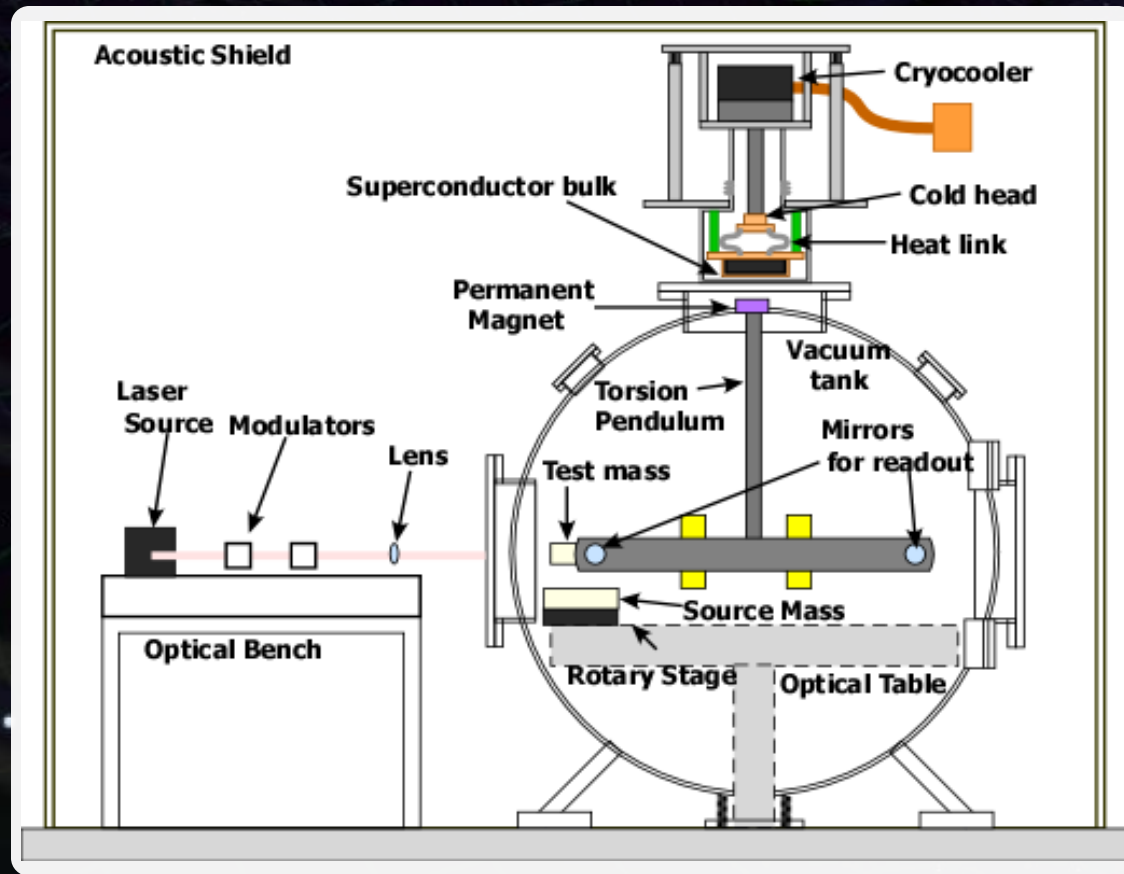 Acoustic Shield
Cryocooler
Superconductor bulk
Cold head
Heat link
Permanent
Magnet
Vacuum
tank
Laser
Source
Modulators
Torsion
Pendulum
Mirrors
for readout
Lens
Test mass
Source Mass
Optical Bench
Rotary Stage
Optical Table